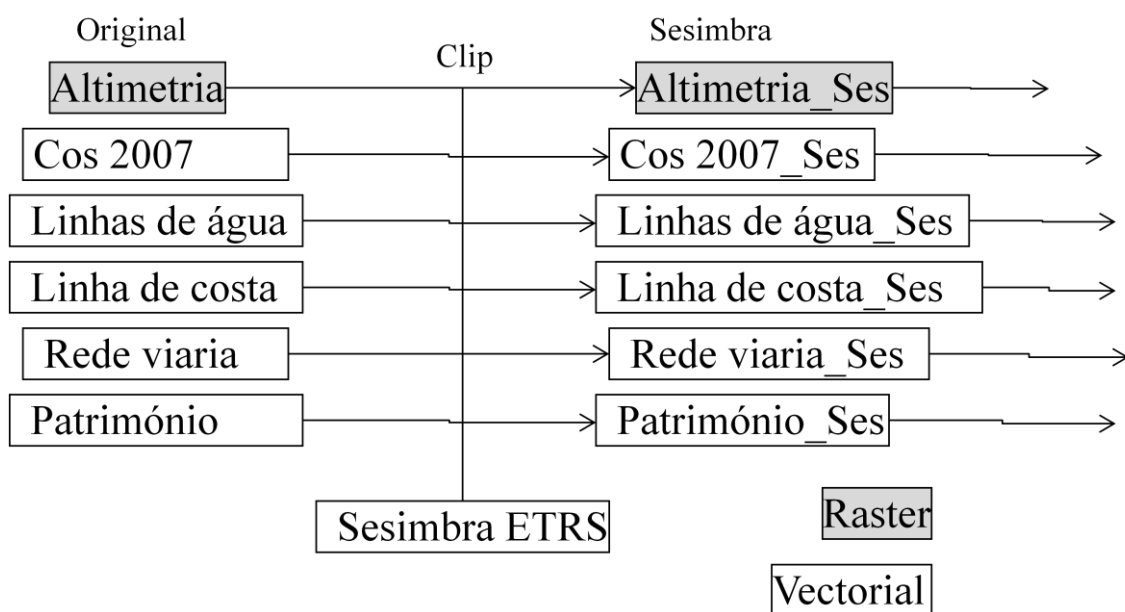 Original
Clip
Sesimbra
Altimetria
Altimetria_Ses
Cos 2007
Cos 2007_Ses
Linhas de água
Linhas de água_Ses
Linha de costa
Linha de costa_Ses
Rede viaria
Rede viaria_Ses
Património
Património_Ses
Sesimbra ETRS
Raster
Vectorial